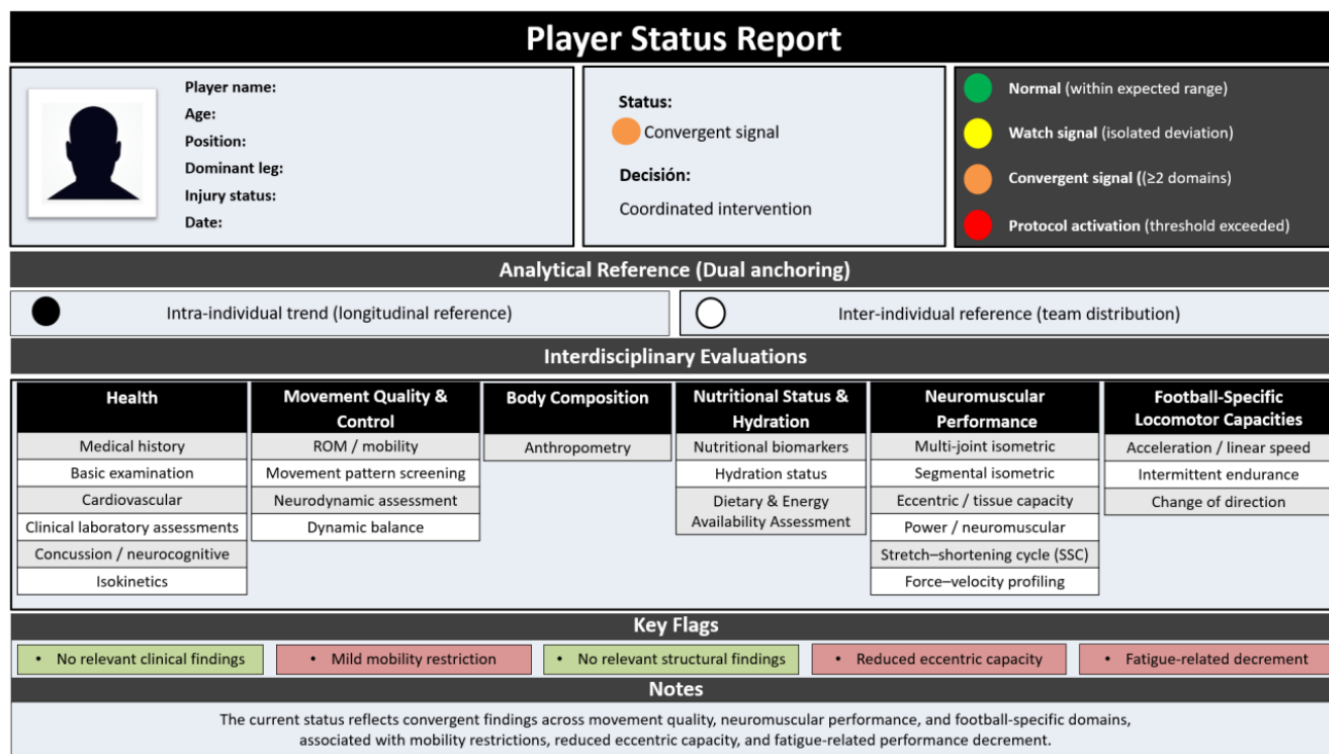 Player Status Report
Player name:
Age:
Position:
Dominant leg:
Injury status:
Date:
Status:
Convergent signal
Decisión:
Coordinated intervention
Normal (within expected range)
Watch signal (isolated deviation)
Convergent signal ((≥2 domains)
Protocol activation (threshold exceeded)
Analytical Reference (Dual anchoring)
Intra-individual trend (longitudinal reference)
Inter-individual reference (team distribution)
Interdisciplinary Evaluations
Health
Medical history
Basic examination
Cardiovascular
Clinical laboratory assessments
Concussion / neurocognitive
Isokinetics
Movement Quality &
Control
ROM / mobility
Movement pattern screening
Neurodynamic assessment
Dynamic balance
Body Composition
Anthropometry
Nutritional Status &
Hydration
Nutritional biomarkers
Hydration status
Dietary & Energy
Availability Assessment
Neuromuscular
Performance
Multi-joint isometric
Segmental isometric
Eccentric / tissue capacity
Power / neuromuscular
Stretch–shortening cycle (SSC)
Force–velocity profiling
Football-Specific
Locomotor Capacities
Acceleration / linear speed
Intermittent endurance
Change of direction
Key Flags
• No relevant clinical findings
• Mild mobility restriction
• No relevant structural findings
• Reduced eccentric capacity
• Fatigue-related decrement
Notes
The current status reflects convergent findings across movement quality, neuromuscular performance, and football-specific domains,
associated with mobility restrictions, reduced eccentric capacity, and fatigue-related performance decrement.